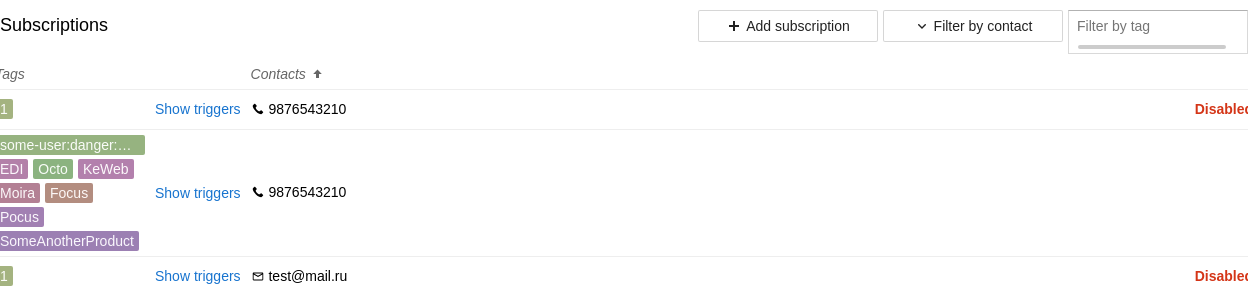 Subscriptions
Add subscription
Filter by contact
Filter by tag
Tags
Contacts
1
Show triggers
9876543210
Disabled
some-user:danger:…
EDI Octo KeWeb
Moira Focus
Pocus
SomeAnotherProduct
Show triggers
9876543210
1
Show triggers
test@mail.ru
Disabled